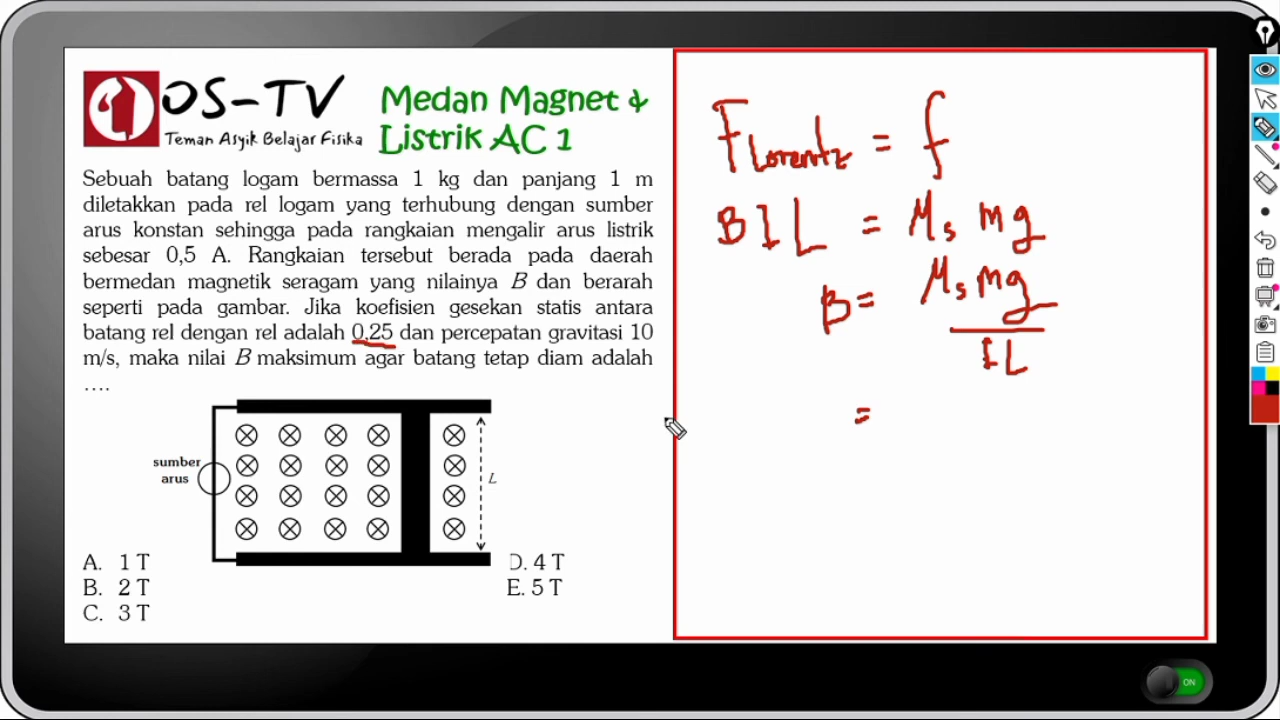 OS-TV
Teman Asyik Belajar Fisika
Medan Magnet &
Listrik AC 1
Sebuah batang logam bermassa 1 kg dan panjang 1 m
diletakkan pada rel logam yang terhubung dengan sumber
arus konstan sehingga pada rangkaian mengalir arus listrik
sebesar 0,5 A. Rangkaian tersebut berada pada daerah
bermedan magnetik seragam yang nilainya B dan berarah
seperti pada gambar. Jika koefisien gesekan statis antara
batang rel dengan rel adalah 0,25 dan percepatan gravitasi 10
m/s, maka nilai B maksimum agar batang tetap diam adalah
....
sumber
arus
L
A. 1 T
B. 2 T
C. 3 T
D. 4 T
E. 5 T
F Lorentz = f
B I L = μs mg
B = μs mg
I L
=
ON